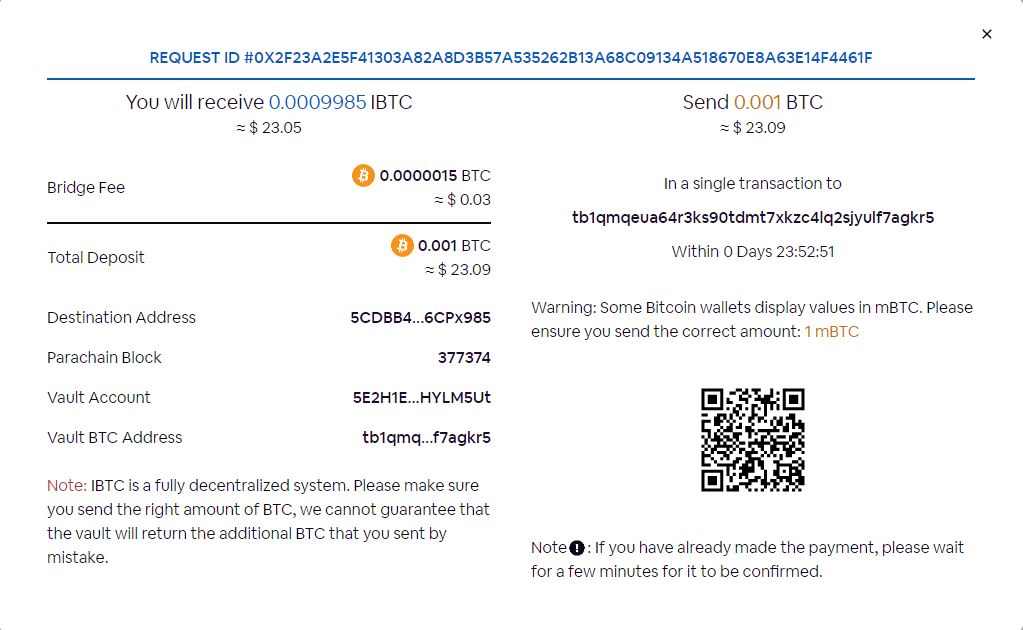 REQUEST ID #0X2F23A2E5F41303A82A8D3B57A535262B13A68C09134A518670E8A63E14F4461F
You will receive 0.0009985 IBTC
≈ $ 23.05
Bridge Fee
0.0000015 BTC
≈ $ 0.03
Total Deposit
0.001 BTC
≈ $ 23.09
Destination Address 5CDBB4...6CPx985
Parachain Block 377374
Vault Account 5E2H1E...HYLM5Ut
Vault BTC Address tb1qmq...f7agkr5
Note: IBTC is a fully decentralized system. Please make sure
you send the right amount of BTC, we cannot guarantee that
the vault will return the additional BTC that you sent by
mistake.
Send 0.001 BTC
≈ $ 23.09
In a single transaction to
tb1qmqeua64r3ks90tdmt7xkzc4lq2sjyulf7agkr5
Within 0 Days 23:52:51
Warning: Some Bitcoin wallets display values in mBTC. Please
ensure you send the correct amount: 1 mBTC
Note: If you have already made the payment, please wait
for a few minutes for it to be confirmed.